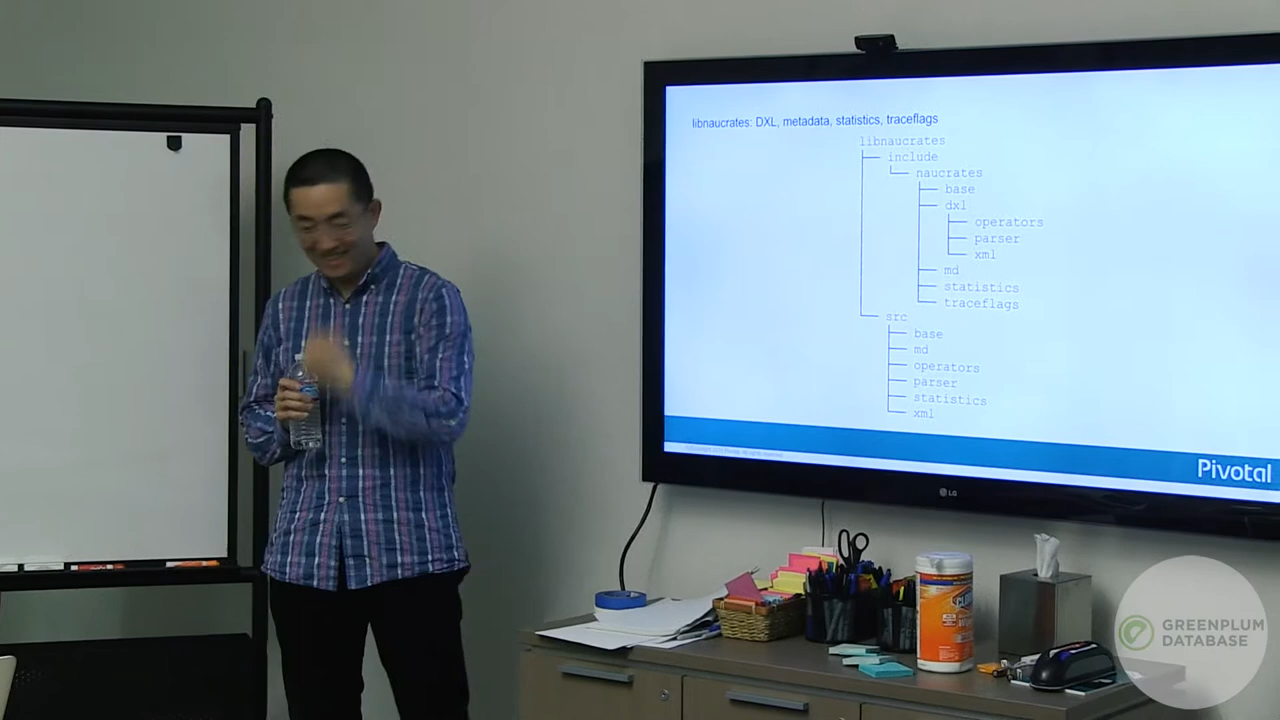 libnaucrates: DXL, metadata, statistics, traceflags
libnaucrates
include
naucrates
base
dxl
operators
parser
xml
md
statistics
traceflags
src
base
md
operators
parser
statistics
xml
Pivotal
LG
GREENPLUM
DATABASE